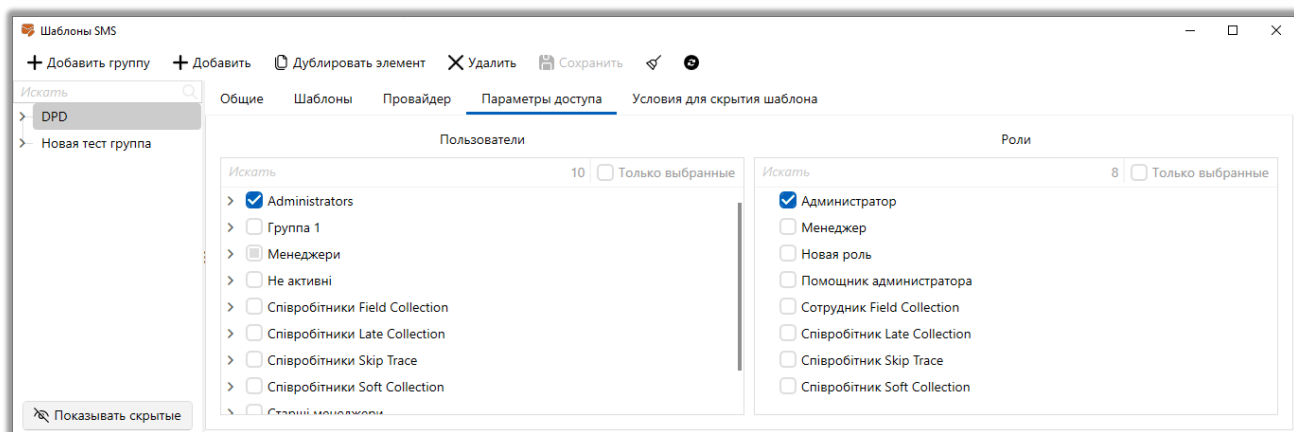 Шаблоны SMS
Добавить группу Добавить Дублировать элемент Удалить Сохранить
Искать
DPD
Новая тест группа
Показывать скрытые
Общие Шаблоны Провайдер Параметры доступа Условия для скрытия шаблона
Пользователи
Искать 10 Только выбранные
Administrators
Группа 1
Менеджери
Не активні
Співробітники Field Collection
Співробітники Late Collection
Співробітники Skip Trace
Співробітники Soft Collection
Старші менеджери
Роли
Искать 8 Только выбранные
Администратор
Менеджер
Новая роль
Помощник администратора
Сотрудник Field Collection
Співробітник Late Collection
Співробітник Skip Trace
Співробітник Soft Collection